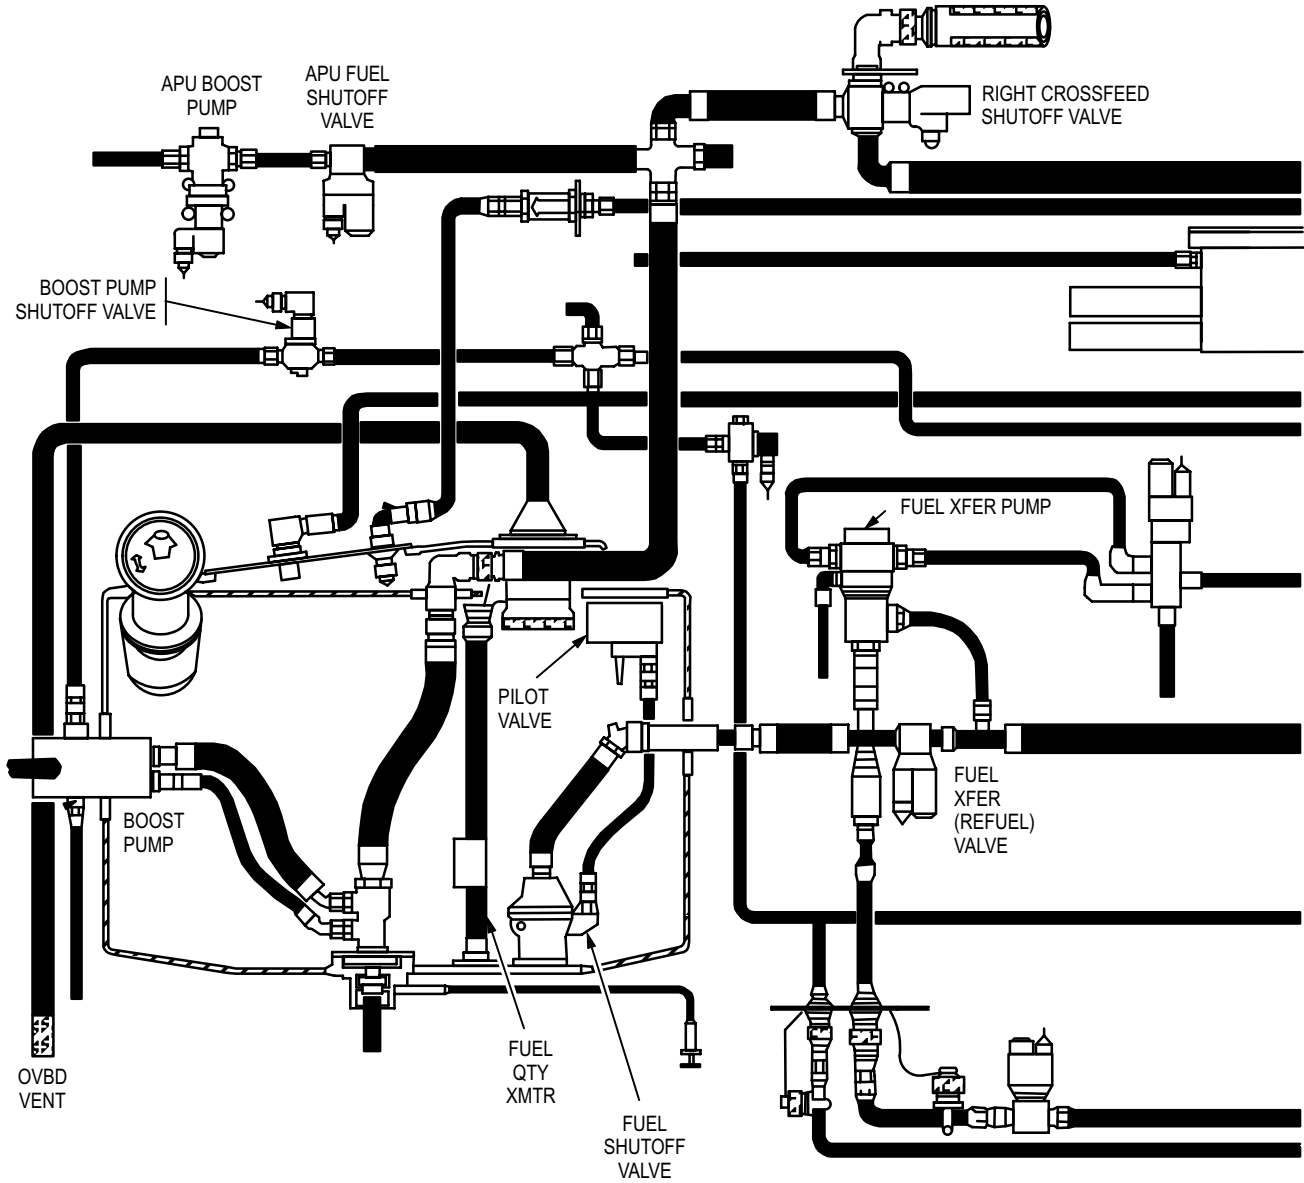 APU BOOST
PUMP
APU FUEL
SHUTOFF
VALVE
RIGHT CROSSFEED
SHUTOFF VALVE
BOOST PUMP
SHUTOFF VALVE
FUEL XFER PUMP
PILOT
VALVE
FUEL
XFER
(REFUEL)
VALVE
BOOST
PUMP
OVBD
VENT
FUEL
QTY
XMTR
FUEL
SHUTOFF
VALVE